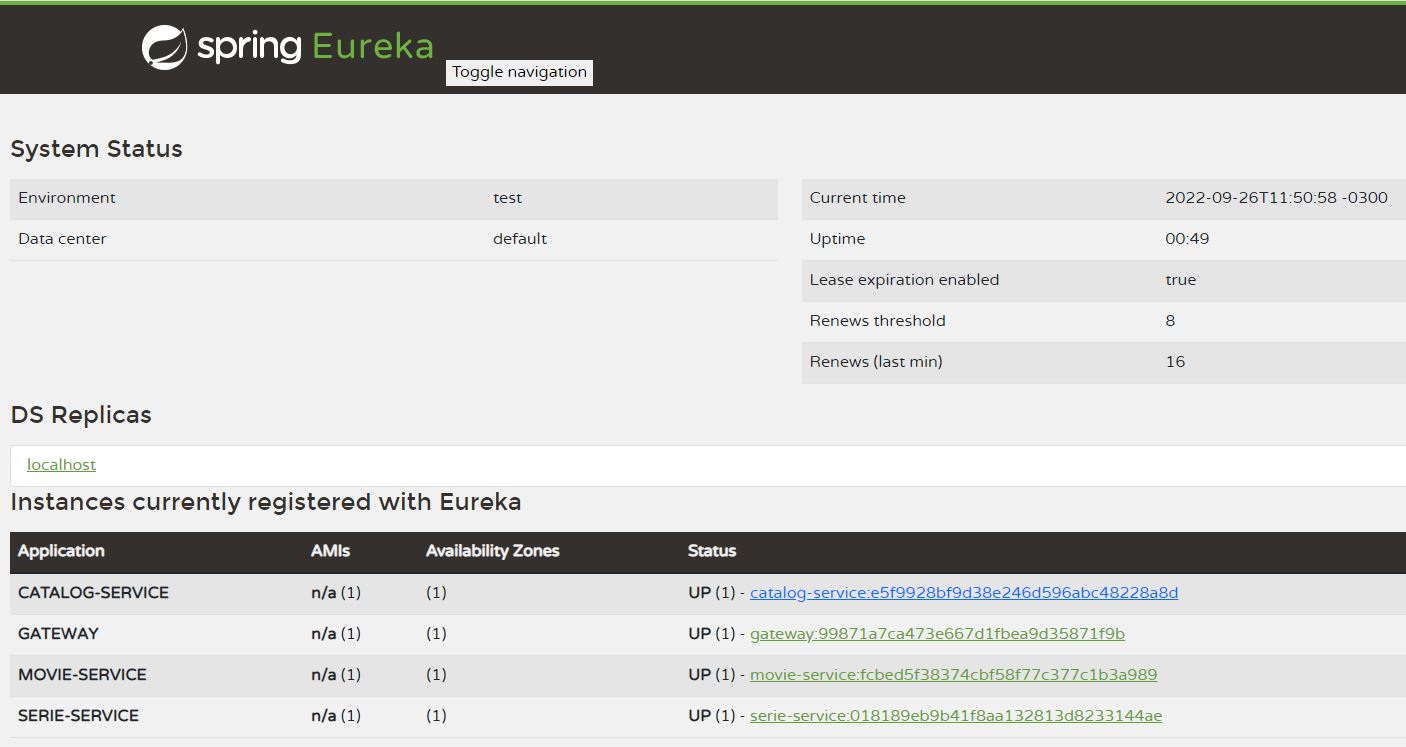 spring Eureka
Toggle navigation
System Status
Environment test
Data center default
Current time 2022-09-26T11:50:58 -0300
Uptime 00:49
Lease expiration enabled true
Renews threshold 8
Renews (last min) 16
DS Replicas
localhost
Instances currently registered with Eureka
Application AMIs Availability Zones Status
CATALOG-SERVICE n/a (1) (1) UP (1) - catalog-service:e5f9928bf9d38e246d596abc48228a8d
GATEWAY n/a (1) (1) UP (1) - gateway:99871a7ca473e667d1fbea9d35871f9b
MOVIE-SERVICE n/a (1) (1) UP (1) - movie-service:fcbed5f38374cbf58f77c377c1b3a989
SERIE-SERVICE n/a (1) (1) UP (1) - serie-service:018189eb9b41f8aa132813d8233144ae